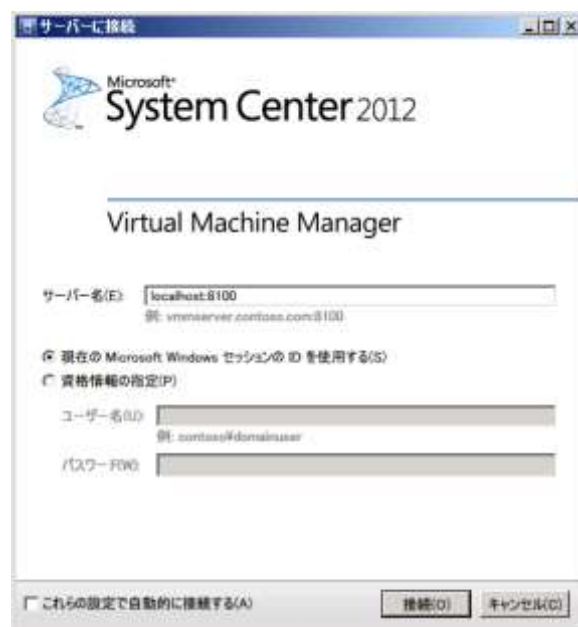 サーバーに接続
Microsoft®
System Center 2012
Virtual Machine Manager
サーバー名(E): localhost:8100
例: vmmserver.contoso.com:8100
現在の Microsoft Windows セッションの ID を使用する(S)
資格情報の指定(P)
ユーザー名(U): 
例: contoso¥domainuser
パスワード(W):
これらの設定で自動的に接続する(A)
接続(O) キャンセル(C)